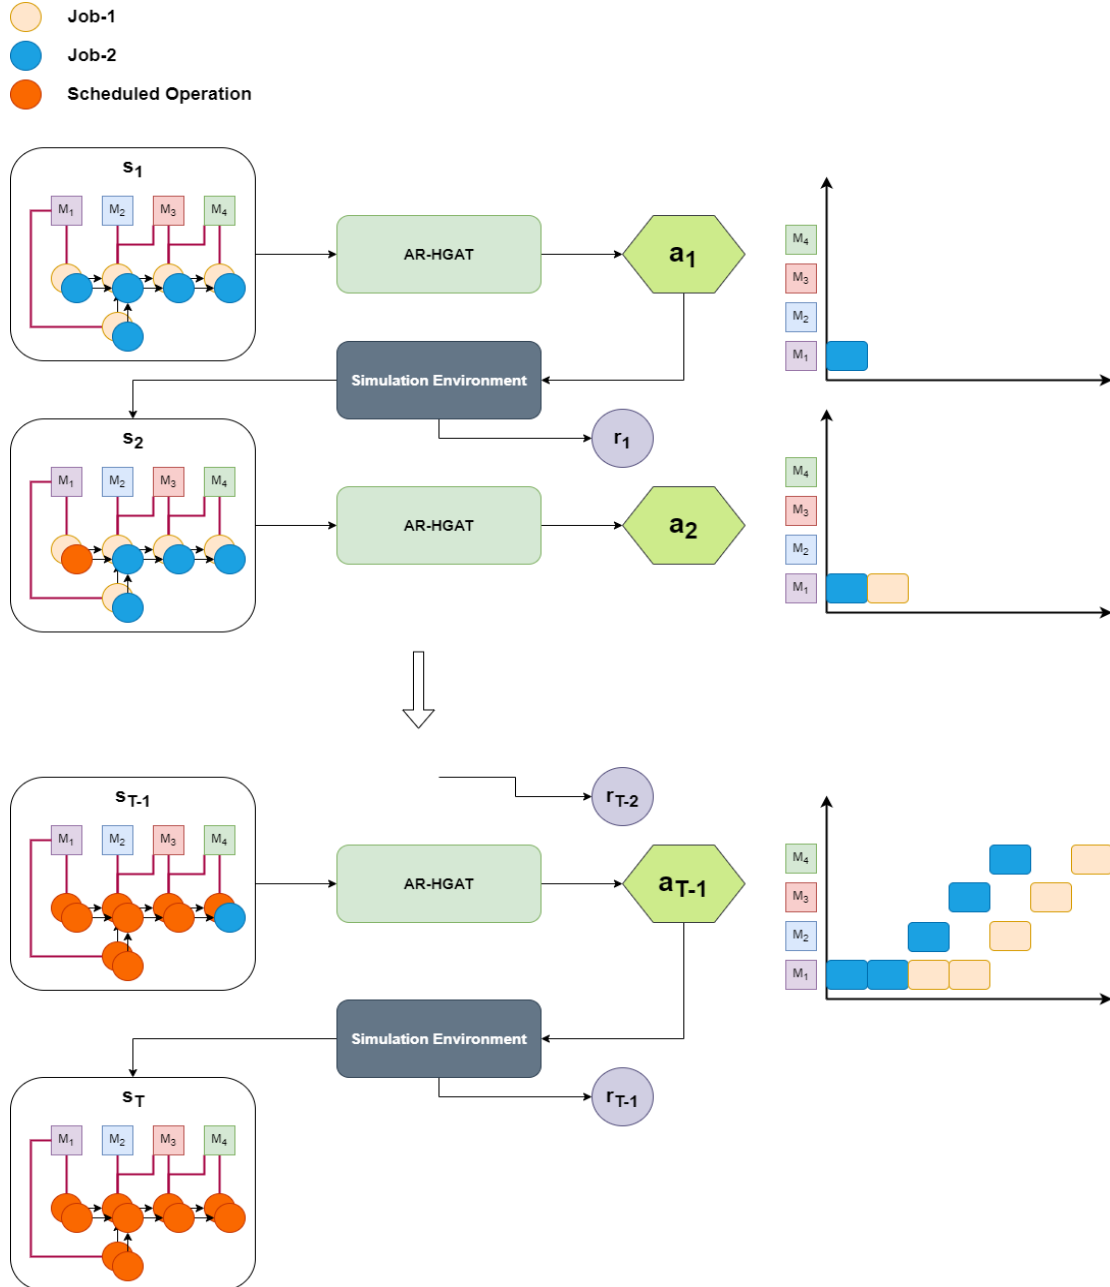 Job-1
Job-2
Scheduled Operation
s1
M1 M2 M3 M4
AR-HGAT
a1
M4
M3
M2
M1
Simulation Environment
r1
s2
M1 M2 M3 M4
AR-HGAT
a2
M4
M3
M2
M1
sT-1
M1 M2 M3 M4
rT-2
AR-HGAT
aT-1
M4
M3
M2
M1
Simulation Environment
rT-1
sT
M1 M2 M3 M4